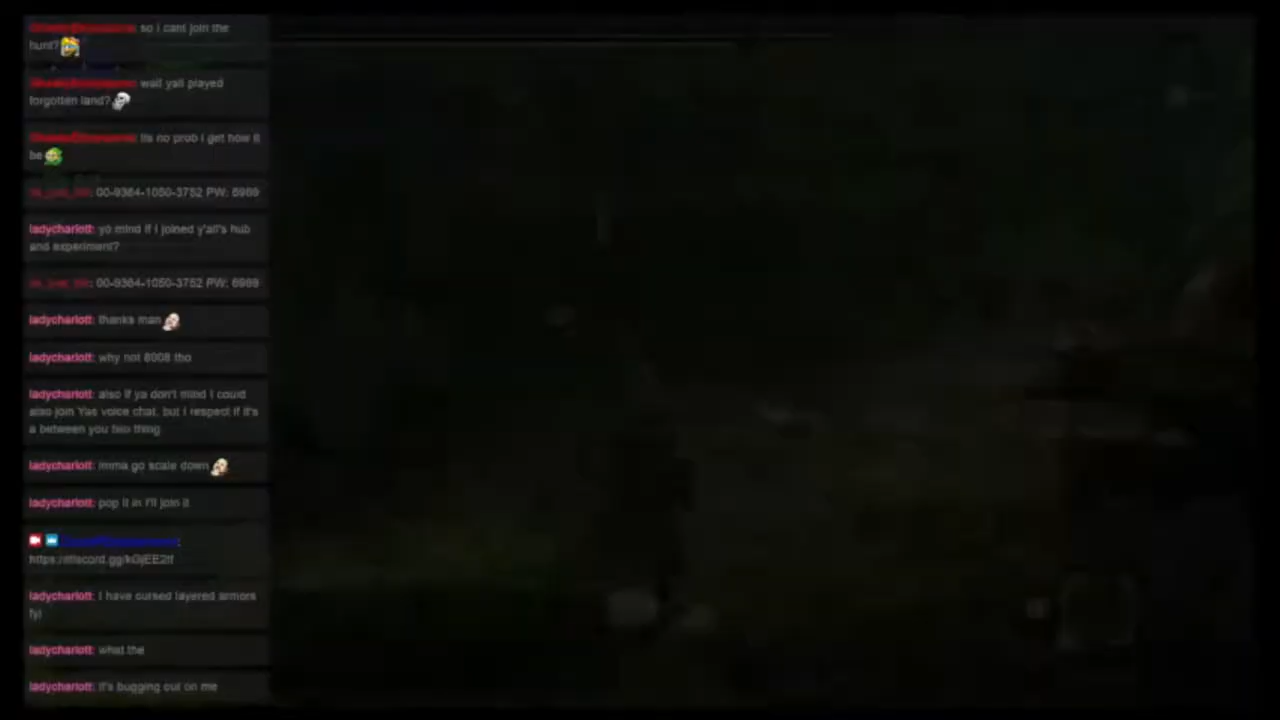 so i cant join the
hunt?
wait yall played
forgotten land?
Its no prob I get how it
be
: 00-9364-1050-3752 PW: 6969
ladycharlott: yo mind if I joined y'all's hub
and experiment?
: 00-9364-1050-3752 PW: 6969
ladycharlott: thanks man
ladycharlott: why not 8008 tho
ladycharlott: also if ya don't mind I could
also join Yas voice chat, but I respect if it's
a between you two thing
ladycharlott: imma go scale down
ladycharlott: pop it in I'll join it
https://discord.gg/
ladycharlott: I have cursed layered armors
fyi
ladycharlott: what the
ladycharlott: it's bugging out on me